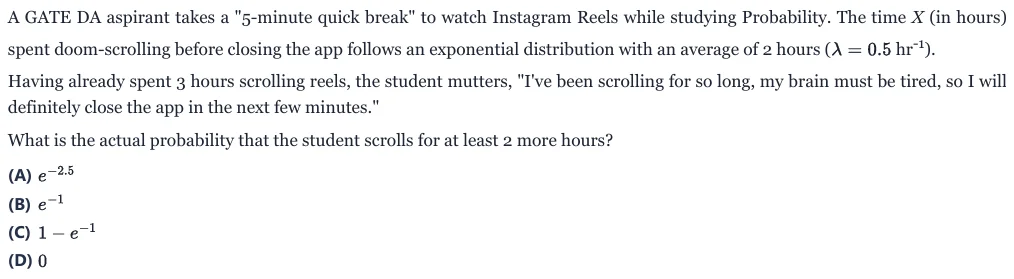 A GATE DA aspirant takes a "5-minute quick break" to watch Instagram Reels while studying Probability. The time X (in hours)
spent doom-scrolling before closing the app follows an exponential distribution with an average of 2 hours (λ = 0.5 hr⁻¹).
Having already spent 3 hours scrolling reels, the student mutters, "I've been scrolling for so long, my brain must be tired, so I will
definitely close the app in the next few minutes."
What is the actual probability that the student scrolls for at least 2 more hours?
(A) e^{−2.5}
(B) e^{−1}
(C) 1 − e^{−1}
(D) 0